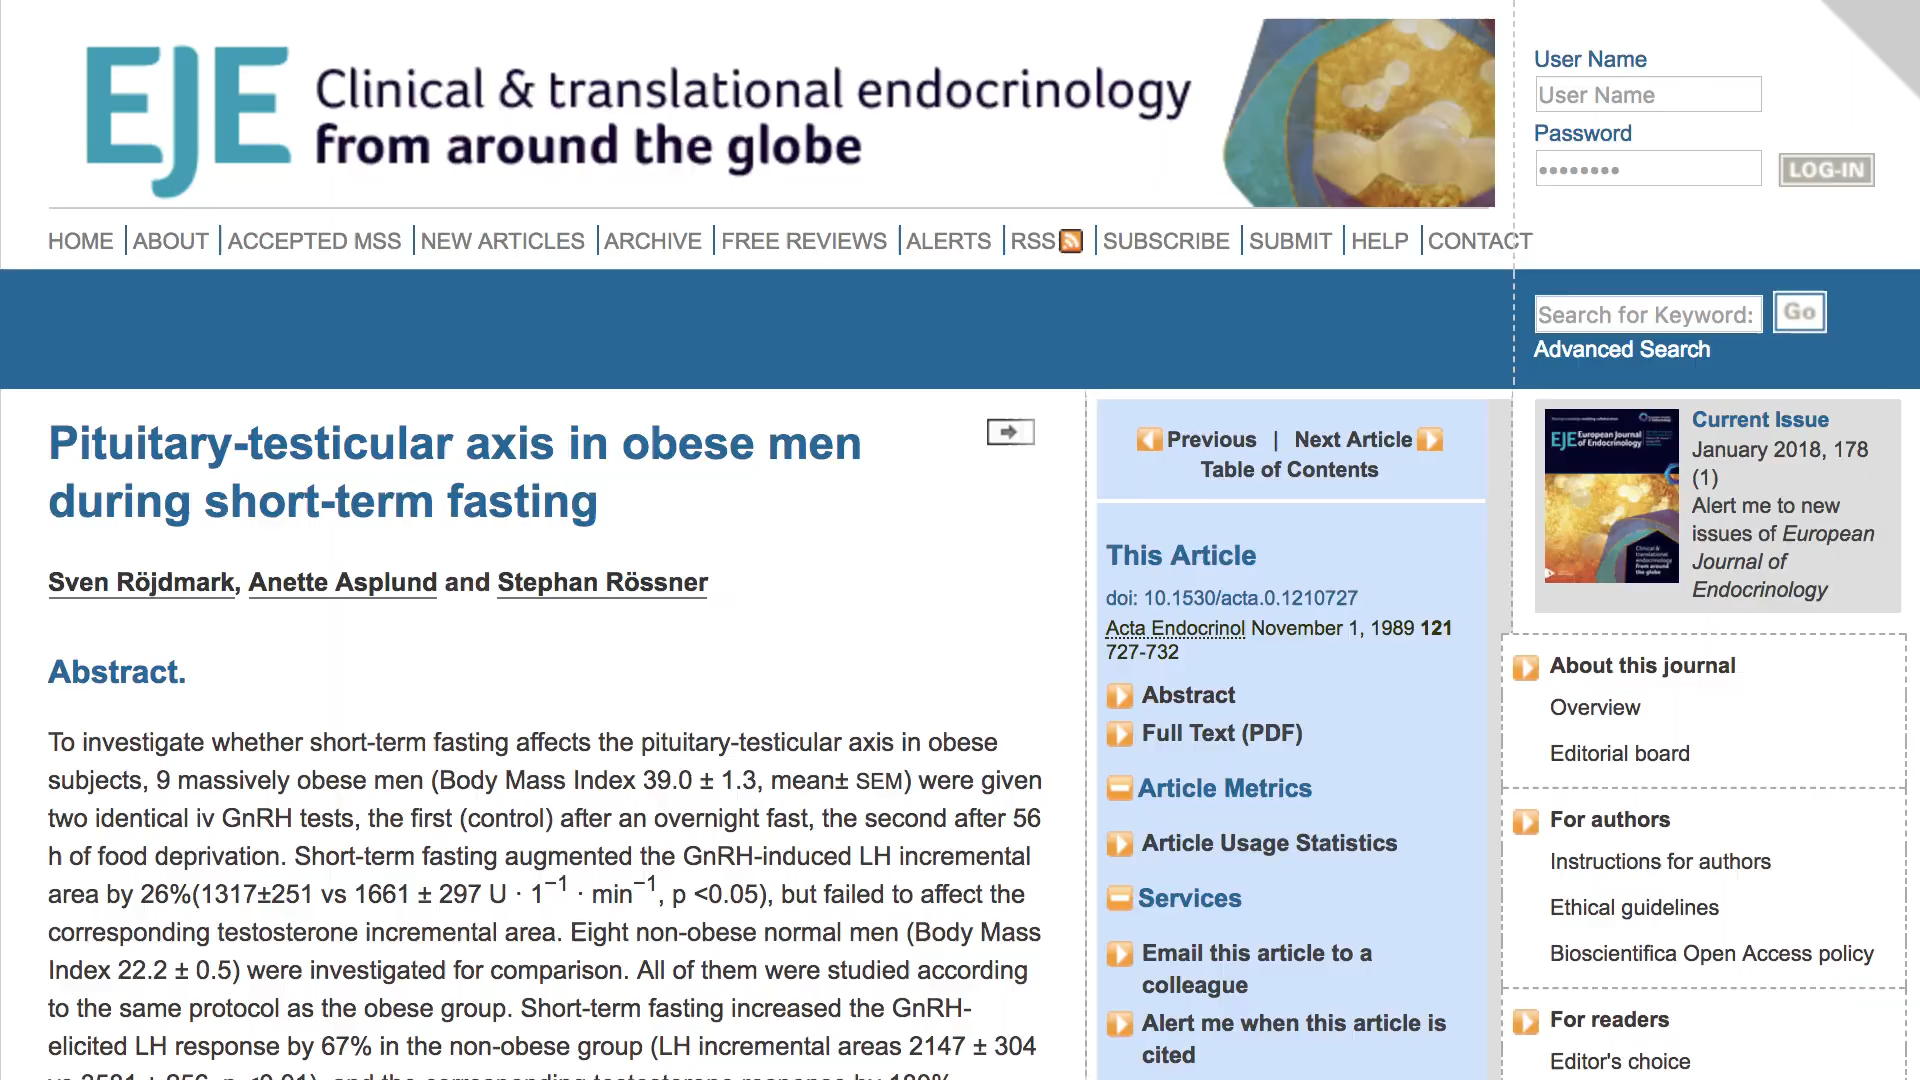 EJE Clinical & translational endocrinology
from around the globe
User Name
User Name
Password
LOG-IN
HOME ABOUT ACCEPTED MSS NEW ARTICLES ARCHIVE FREE REVIEWS ALERTS RSS SUBSCRIBE SUBMIT HELP CONTACT
Search for Keyword: Go
Advanced Search
Pituitary-testicular axis in obese men
during short-term fasting
Sven Röjdmark, Anette Asplund and Stephan Rössner
Abstract.
To investigate whether short-term fasting affects the pituitary-testicular axis in obese
subjects, 9 massively obese men (Body Mass Index 39.0 ± 1.3, mean± SEM) were given
two identical iv GnRH tests, the first (control) after an overnight fast, the second after 56
h of food deprivation. Short-term fasting augmented the GnRH-induced LH incremental
area by 26%(1317±251 vs 1661 ± 297 U · 1⁻¹ · min⁻¹, p <0.05), but failed to affect the
corresponding testosterone incremental area. Eight non-obese normal men (Body Mass
Index 22.2 ± 0.5) were investigated for comparison. All of them were studied according
to the same protocol as the obese group. Short-term fasting increased the GnRH-
elicited LH response by 67% in the non-obese group (LH incremental areas 2147 ± 304
Previous | Next Article
Table of Contents
This Article
doi: 10.1530/acta.0.1210727
Acta Endocrinol November 1, 1989 121
727-732
Abstract
Full Text (PDF)
Article Metrics
Article Usage Statistics
Services
Email this article to a
colleague
Alert me when this article is
cited
EJE European Journal
of Endocrinology
Clinical &
translational
endocrinology
from around
the globe
Current Issue
January 2018, 178
(1)
Alert me to new
issues of European
Journal of
Endocrinology
About this journal
Overview
Editorial board
For authors
Instructions for authors
Ethical guidelines
Bioscientifica Open Access policy
For readers
Editor's choice